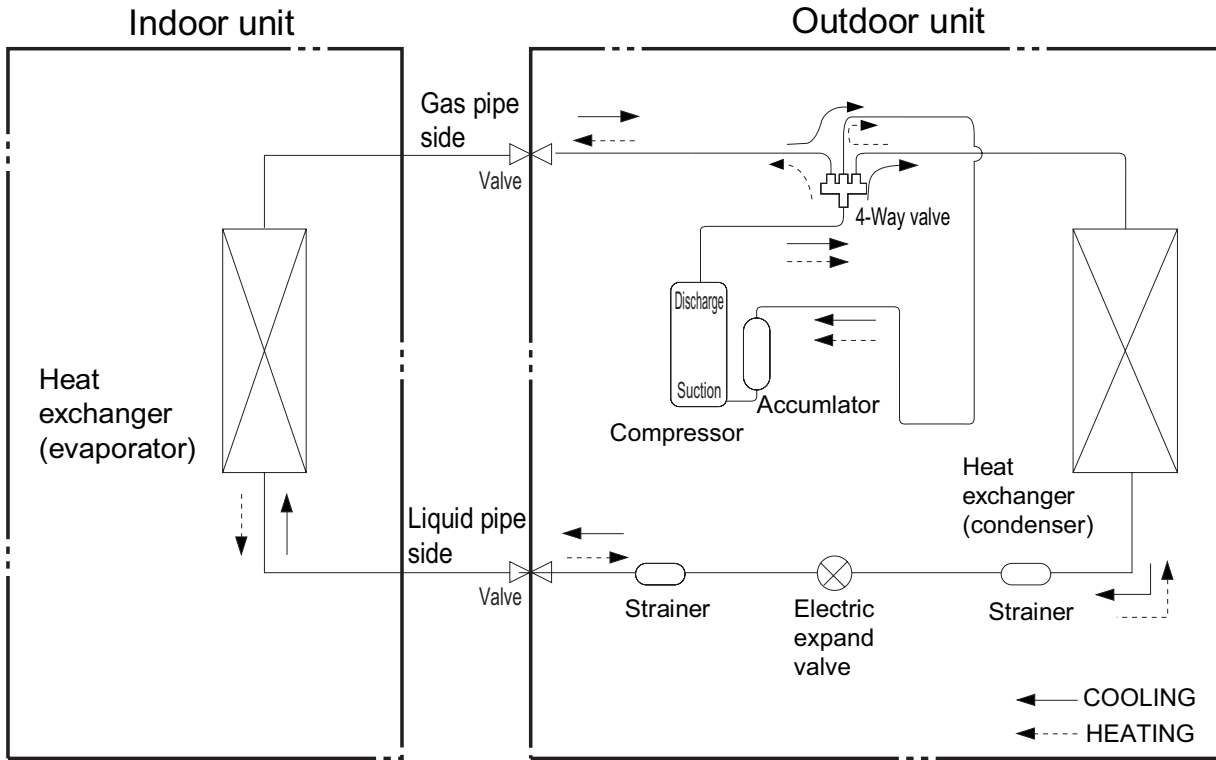 Indoor unit
Outdoor unit
Gas pipe
side
Valve
4-Way valve
Discharge
Suction
Compressor
Accumlator
Heat
exchanger
(evaporator)
Heat
exchanger
(condenser)
Liquid pipe
side
Valve
Strainer
Electric
expand
valve
Strainer
COOLING
HEATING